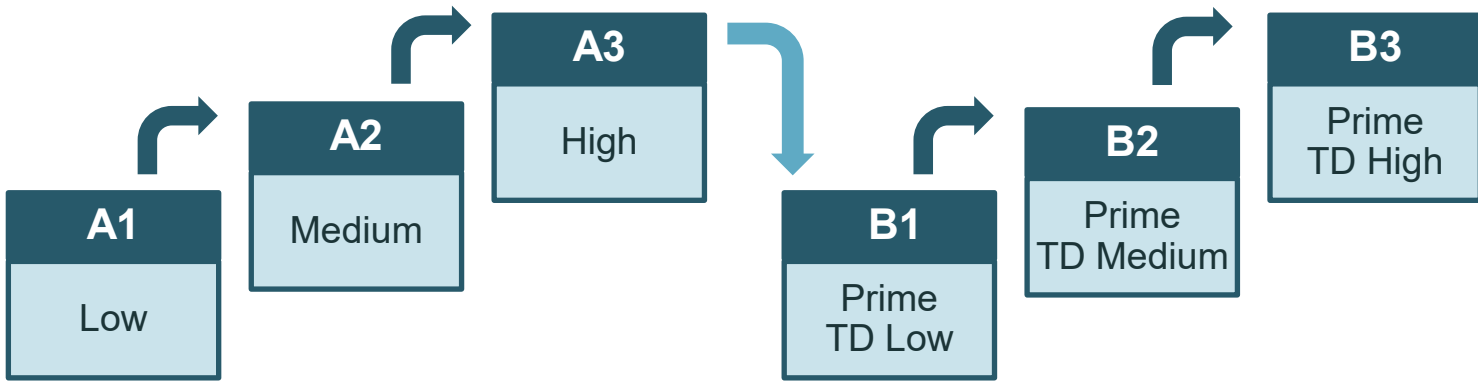 A1
Low
A2
Medium
A3
High
B1
Prime
TD Low
B2
Prime
TD Medium
B3
Prime
TD High